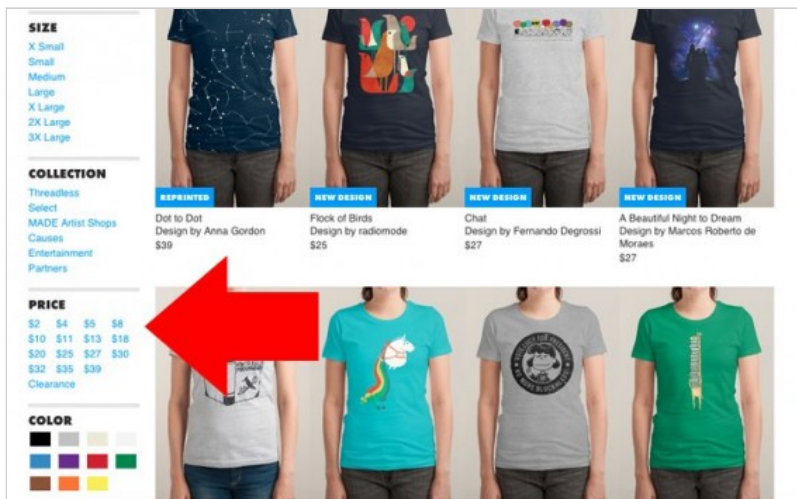 SIZE
X Small
Small
Medium
Large
X Large
2X Large
3X Large
COLLECTION
Threadless
Select
MADE Artist Shops
Causes
Entertainment
Partners
PRICE
$2 $4 $5 $8
$10 $11 $13 $18
$20 $25 $27 $30
$32 $35 $39
Clearance
COLOR
REPRINTED
Dot to Dot
Design by Anna Gordon
$39
NEW DESIGN
Flock of Birds
Design by radiomode
$25
NEW DESIGN
Chat
Design by Fernando Degrossi
$27
NEW DESIGN
A Beautiful Night to Dream
Design by Marcos Roberto de
Moraes
$27